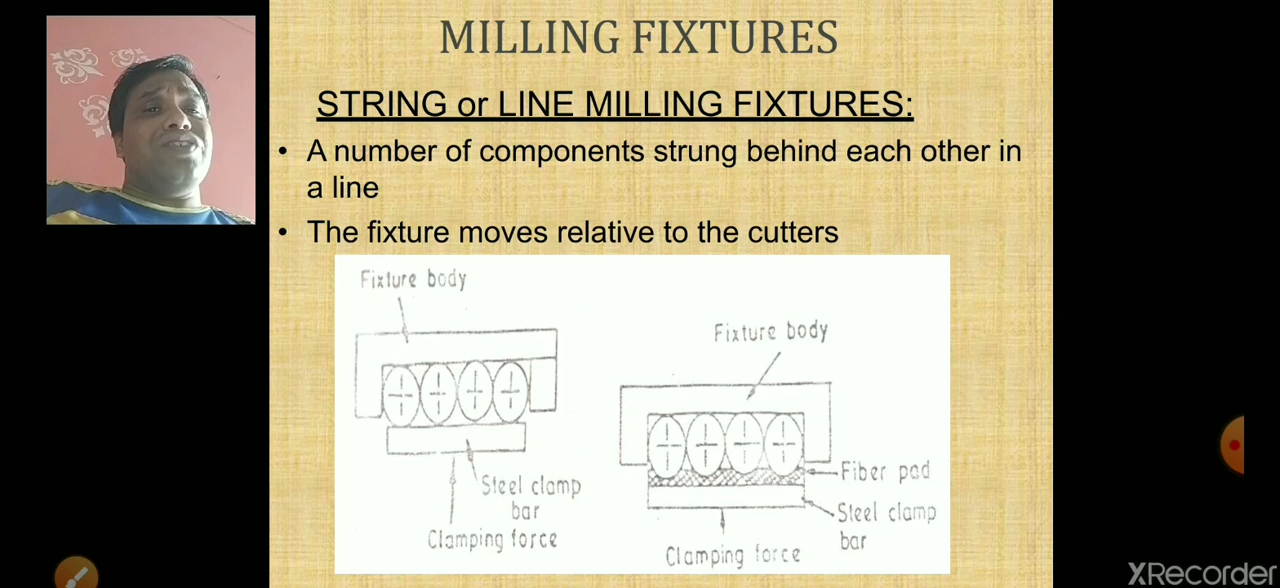 MILLING FIXTURES
STRING or LINE MILLING FIXTURES:
• A number of components strung behind each other in
a line
• The fixture moves relative to the cutters
Fixture body
Steel clamp
bar
Clamping force
Fixture body
Fiber pad
Steel clamp
bar
Clamping force
XRecorder